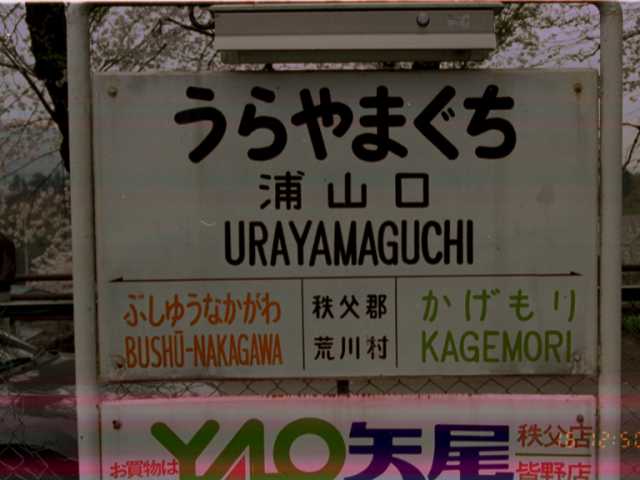 うらやまぐち
浦山口
URAYAMAGUCHI
ぶしゅうなかがわ
BUSHŪ-NAKAGAWA
秩父郡
荒川村
かげもり
KAGEMORI
お買物は
YAO矢尾
秩父店
皆野店